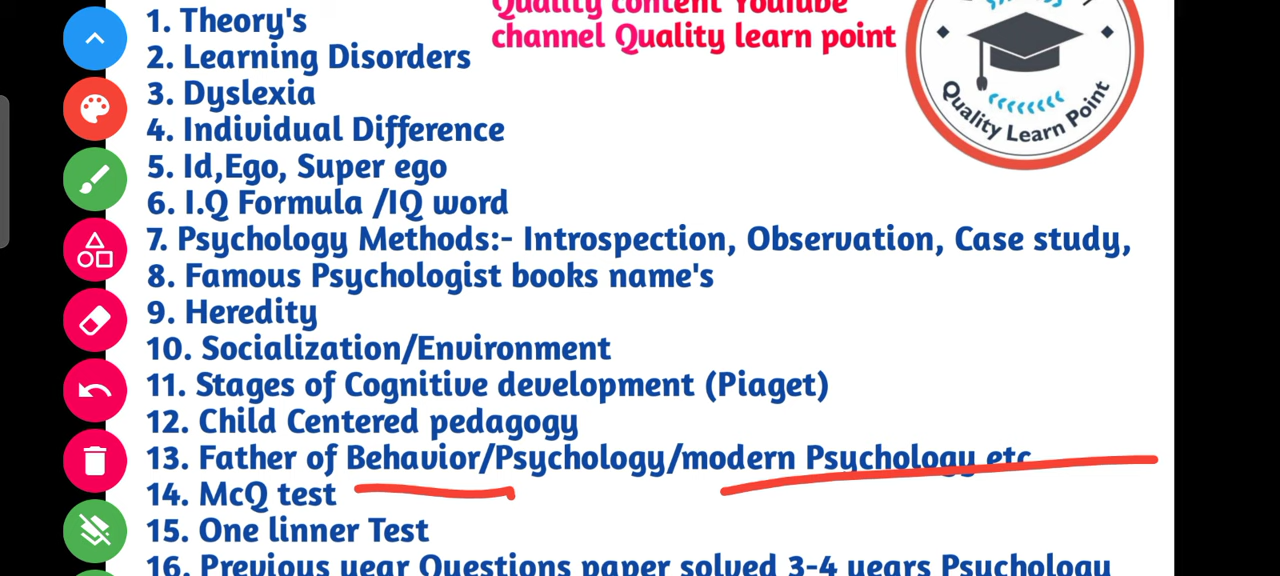 Quality content YouTube
channel Quality learn point
1. Theory's
2. Learning Disorders
3. Dyslexia
4. Individual Difference
5. Id,Ego, Super ego
6. I.Q Formula /IQ word
7. Psychology Methods:- Introspection, Observation, Case study,
8. Famous Psychologist books name's
9. Heredity
10. Socialization/Environment
11. Stages of Cognitive development (Piaget)
12. Child Centered pedagogy
13. Father of Behavior/Psychology/modern Psychology etc
14. McQ test
15. One linner Test
16. Previous year Questions paper solved 3-4 years Psychology
Quality Learn Point